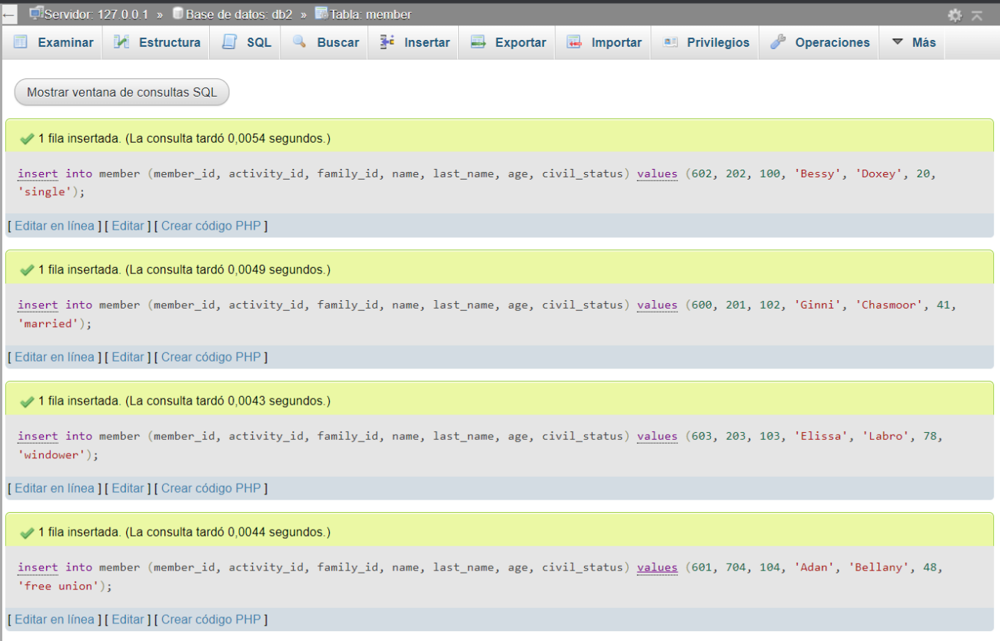 Servidor: 127.0.0.1 » Base de datos: db2 » Tabla: member
Examinar Estructura SQL Buscar Insertar Exportar Importar Privilegios Operaciones Más
Mostrar ventana de consultas SQL
1 fila insertada. (La consulta tardó 0,0054 segundos.)
insert into member (member_id, activity_id, family_id, name, last_name, age, civil_status) values (602, 202, 100, 'Bessy', 'Doxey', 20,
'single');
[ Editar en línea ] [ Editar ] [ Crear código PHP ]
1 fila insertada. (La consulta tardó 0,0049 segundos.)
insert into member (member_id, activity_id, family_id, name, last_name, age, civil_status) values (600, 201, 102, 'Ginni', 'Chasmoor', 41,
'married');
[ Editar en línea ] [ Editar ] [ Crear código PHP ]
1 fila insertada. (La consulta tardó 0,0043 segundos.)
insert into member (member_id, activity_id, family_id, name, last_name, age, civil_status) values (603, 203, 103, 'Elissa', 'Labro', 78,
'windower');
[ Editar en línea ] [ Editar ] [ Crear código PHP ]
1 fila insertada. (La consulta tardó 0,0044 segundos.)
insert into member (member_id, activity_id, family_id, name, last_name, age, civil_status) values (601, 704, 104, 'Adan', 'Bellany', 48,
'free union');
[ Editar en línea ] [ Editar ] [ Crear código PHP ]